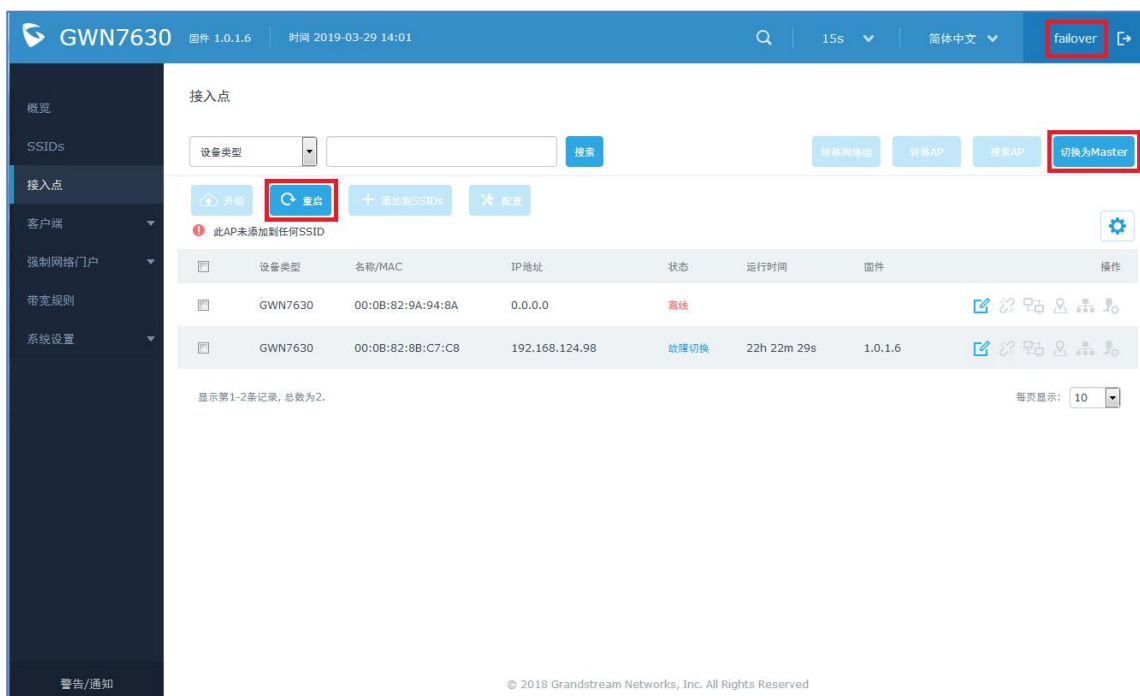 GWN7630 固件 1.0.1.6 时间 2019-03-29 14:01 15s 简体中文 failover
概览
SSIDs
接入点
客户端
强制网络门户
带宽规则
系统设置
警告/通知
接入点
设备类型 搜索 转移网络组 转移AP 搜索AP 切换为Master
升级 重启 添加到SSIDs 配置
此AP未添加到任何SSID
设备类型 名称/MAC IP地址 状态 运行时间 固件 操作
GWN7630 00:0B:82:9A:94:8A 0.0.0.0 离线
GWN7630 00:0B:82:8B:C7:C8 192.168.124.98 故障切换 22h 22m 29s 1.0.1.6
显示第1-2条记录, 总数为2. 每页显示: 10
© 2018 Grandstream Networks, Inc. All Rights Reserved